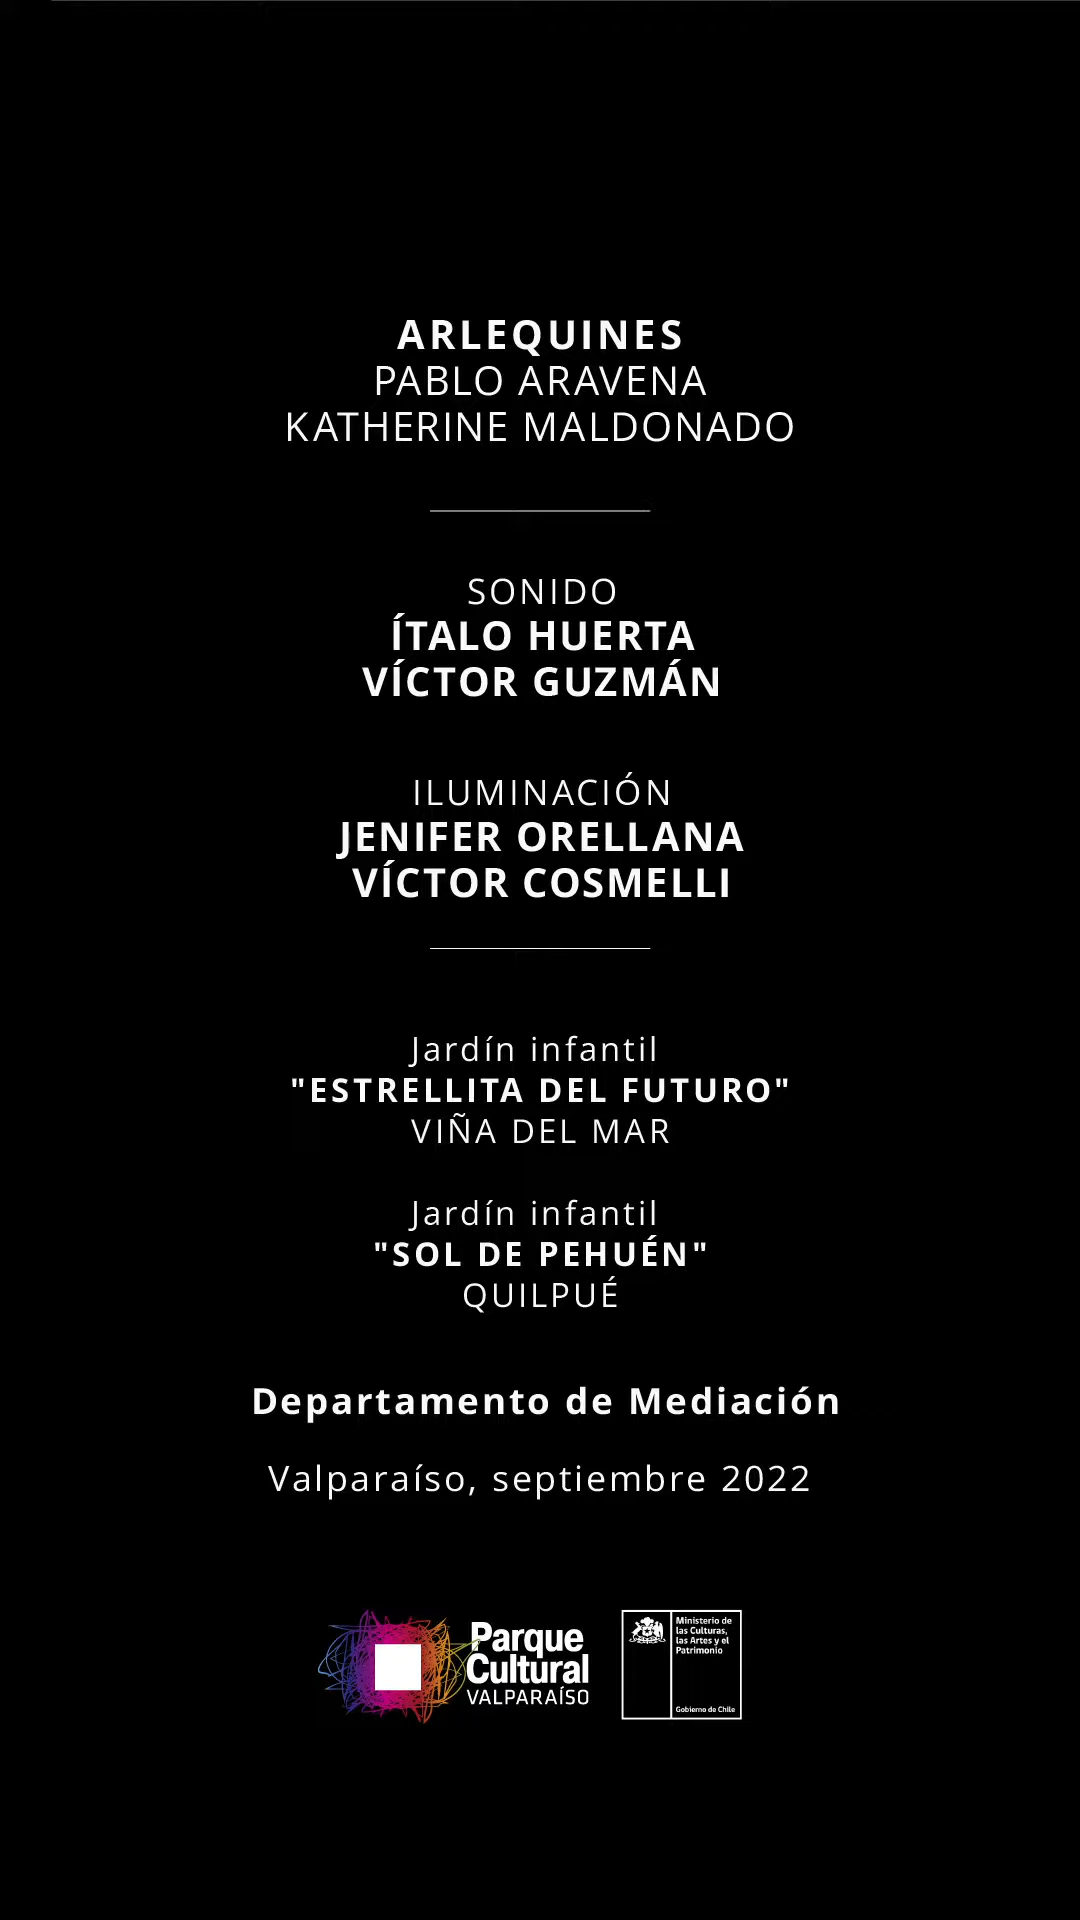 ARLEQUINES
PABLO ARAVENA
KATHERINE MALDONADO
SONIDO
ÍTALO HUERTA
VÍCTOR GUZMÁN
ILUMINACIÓN
JENIFER ORELLANA
VÍCTOR COSMELLI
Jardín infantil
"ESTRELLITA DEL FUTURO"
VIÑA DEL MAR
Jardín infantil
"SOL DE PEHUÉN"
QUILPUÉ
Departamento de Mediación
Valparaíso, septiembre 2022
Parque
Cultural
VALPARAÍSO
Ministerio de
las Culturas,
las Artes y el
Patrimonio
Gobierno de Chile